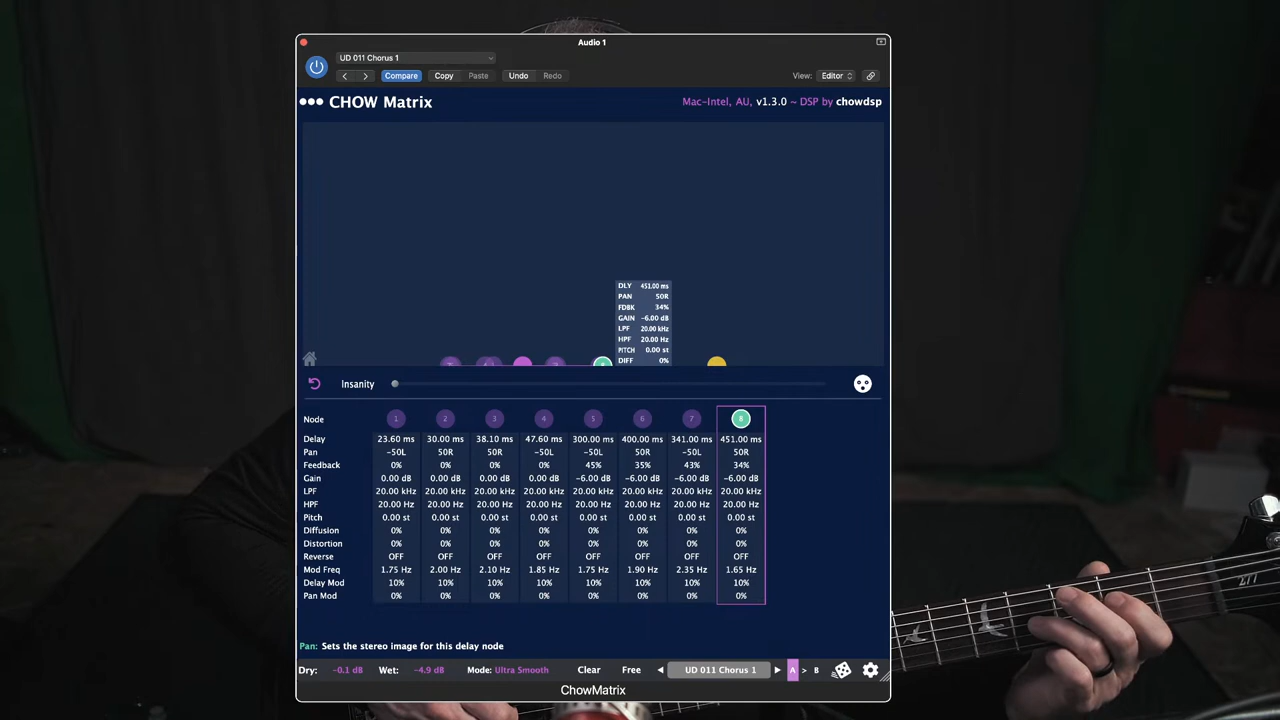 Audio 1
UD 011 Chorus 1
Compare Copy Paste Undo Redo View: Editor
CHOW Matrix Mac-Intel, AU, v1.3.0 ~ DSP by chowdsp
DLY 451.00 ms
PAN 50R
FDBK 34%
GAIN -6.00 dB
LPF 20.00 kHz
HPF 20.00 Hz
PITCH 0.00 st
DIFF 0%
Insanity
Node 1 2 3 4 5 6 7 8
Delay 23.60 ms 30.00 ms 38.10 ms 47.60 ms 300.00 ms 400.00 ms 341.00 ms 451.00 ms
Pan -50L 50R 50R -50L -50L 50R -50L 50R
Feedback 0% 0% 0% 0% 45% 35% 43% 34%
Gain 0.00 dB 0.00 dB 0.00 dB 0.00 dB -6.00 dB -6.00 dB -6.00 dB -6.00 dB
LPF 20.00 kHz 20.00 kHz 20.00 kHz 20.00 kHz 20.00 kHz 20.00 kHz 20.00 kHz 20.00 kHz
HPF 20.00 Hz 20.00 Hz 20.00 Hz 20.00 Hz 20.00 Hz 20.00 Hz 20.00 Hz 20.00 Hz
Pitch 0.00 st 0.00 st 0.00 st 0.00 st 0.00 st 0.00 st 0.00 st 0.00 st
Diffusion 0% 0% 0% 0% 0% 0% 0% 0%
Distortion 0% 0% 0% 0% 0% 0% 0% 0%
Reverse OFF OFF OFF OFF OFF OFF OFF OFF
Mod Freq 1.75 Hz 2.00 Hz 2.10 Hz 1.85 Hz 1.75 Hz 1.90 Hz 2.35 Hz 1.65 Hz
Delay Mod 10% 10% 10% 10% 10% 10% 10% 10%
Pan Mod 0% 0% 0% 0% 0% 0% 0% 0%
Pan: Sets the stereo image for this delay node
Dry: -0.1 dB Wet: -4.9 dB Mode: Ultra Smooth Clear Free UD 011 Chorus 1 A > B
ChowMatrix